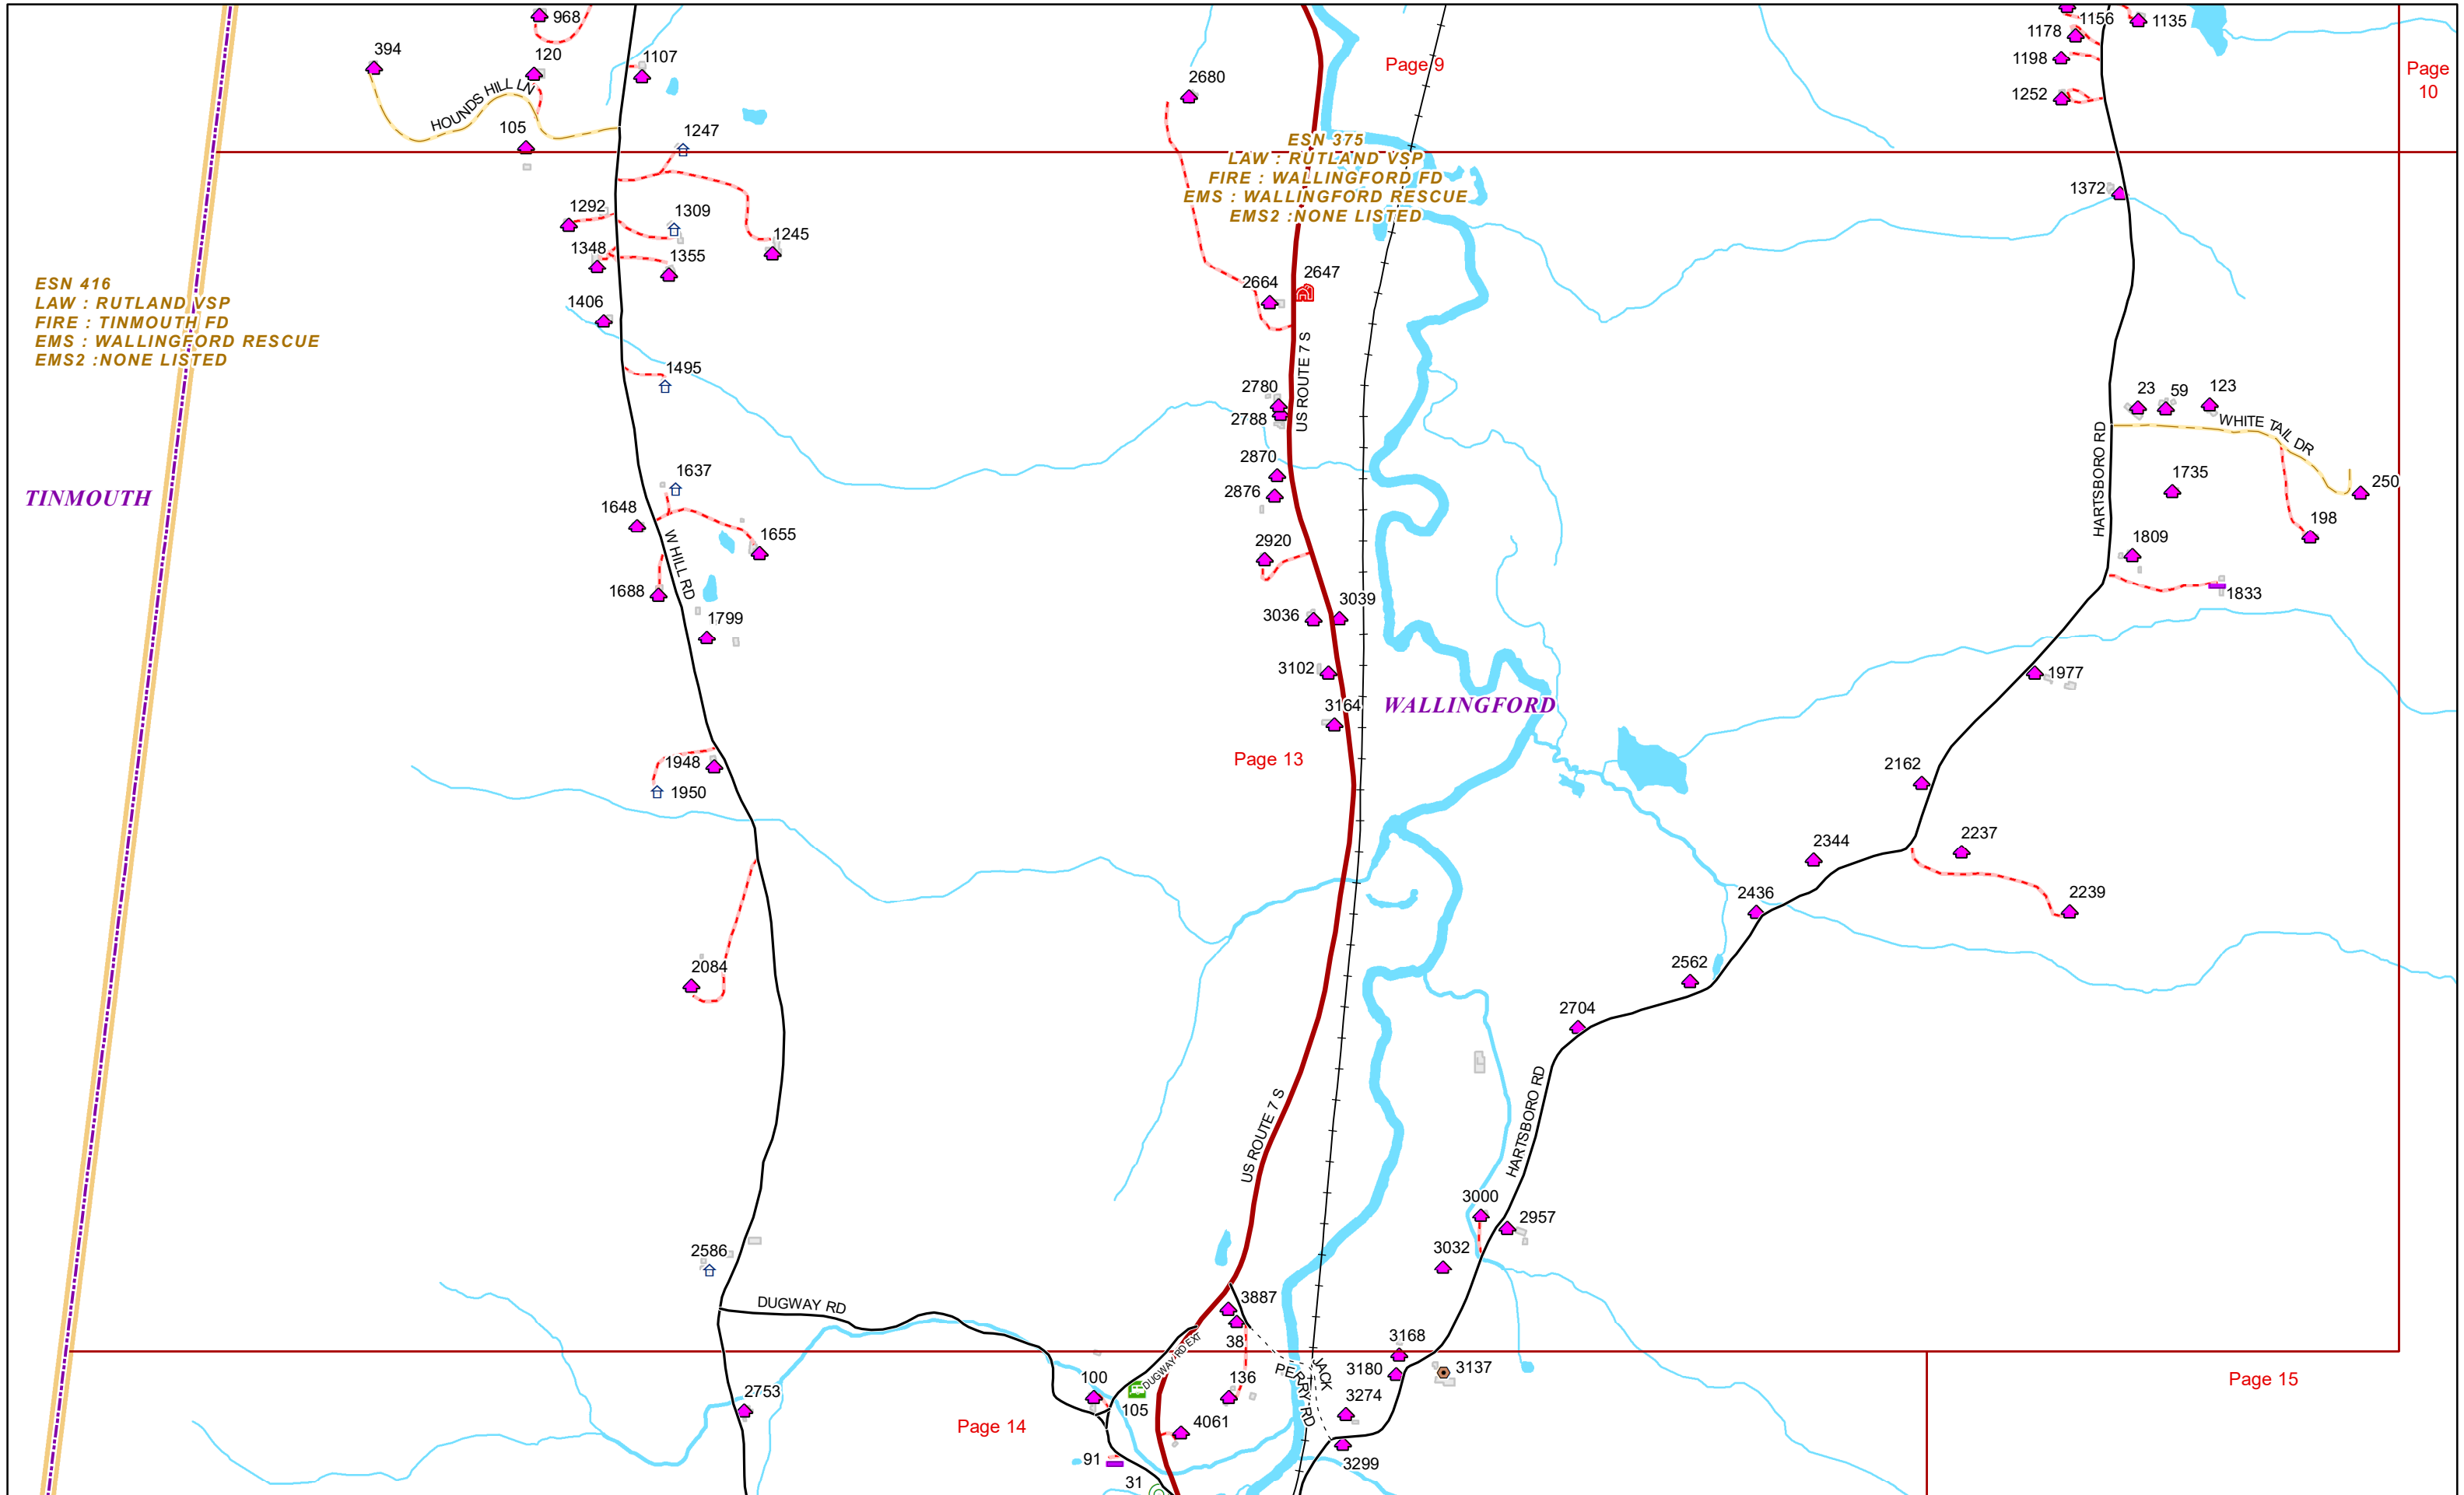 968
394
120
1107
HOUNDS HILL LN
105
2680
Page 9
1156
1135
1178
1198
1252
Page
10
1247
ESN 375
LAW : RUTLAND VSP
FIRE : WALLINGFORD FD
EMS : WALLINGFORD RESCUE
EMS2 :NONE LISTED
1372
1292
1309
1245
1348
1355
1406
ESN 416
LAW : RUTLAND VSP
FIRE : TINMOUTH FD
EMS : WALLINGFORD RESCUE
EMS2 :NONE LISTED
2664
2647
US ROUTE 7 S
1495
2780
2788
23
59
123
WHITE TAIL DR
HARTSBORO RD
TINMOUTH
1637
1648
1655
W HILL RD
1688
1799
2870
2876
2920
3036
3039
3102
3164
WALLINGFORD
Page 13
1735
250
198
1809
1833
1977
1948
1950
2162
2344
2237
2436
2239
2084
2562
2704
HARTSBORO RD
US ROUTE 7 S
3000
2957
3032
2586
DUGWAY RD
3887
38
DUGWAY RD EXT
JACK
PERRY RD
3168
3180
3137
3274
3299
Page 15
2753
Page 14
100
105
136
4061
91
31